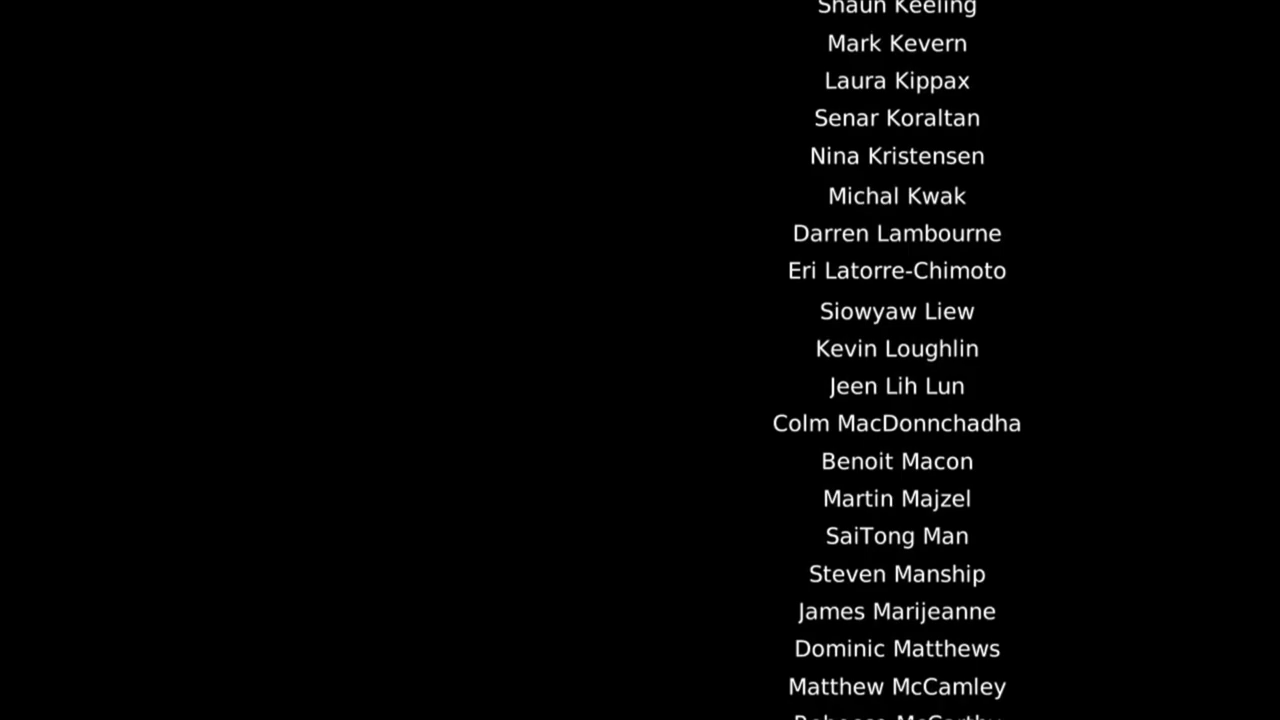 Shaun Keeling
Mark Kevern
Laura Kippax
Senar Koraltan
Nina Kristensen
Michal Kwak
Darren Lambourne
Eri Latorre-Chimoto
Siowyaw Liew
Kevin Loughlin
Jeen Lih Lun
Colm MacDonnchadha
Benoit Macon
Martin Majzel
SaiTong Man
Steven Manship
James Marijeanne
Dominic Matthews
Matthew McCamley